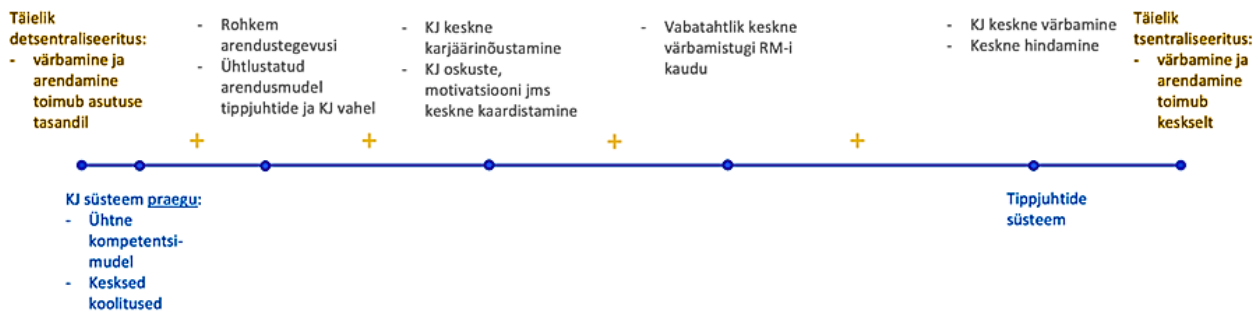 Täielik
detsentraliseeritus:
- värbamine ja
arendamine
toimub asutuse
tasandil
- Rohkem
arendustegevusi
- Ühtlustatud
arendusmudel
tippjuhtide ja KJ vahel
- KJ keskne
karjäärinõustamine
- KJ oskuste,
motivatsiooni jms
keskne kaardistamine
- Vabatahtlik keskne
värbamistugi RM-i
kaudu
- KJ keskne värbamine
- Keskne hindamine
Täielik
tsentraliseeritus:
- värbamine ja
arendamine
toimub
keskselt
+ + + +
KJ süsteem praegu:
- Ühtne
kompetentsi-
mudel
- Kesksed
koolitused
Tippjuhtide
süsteem